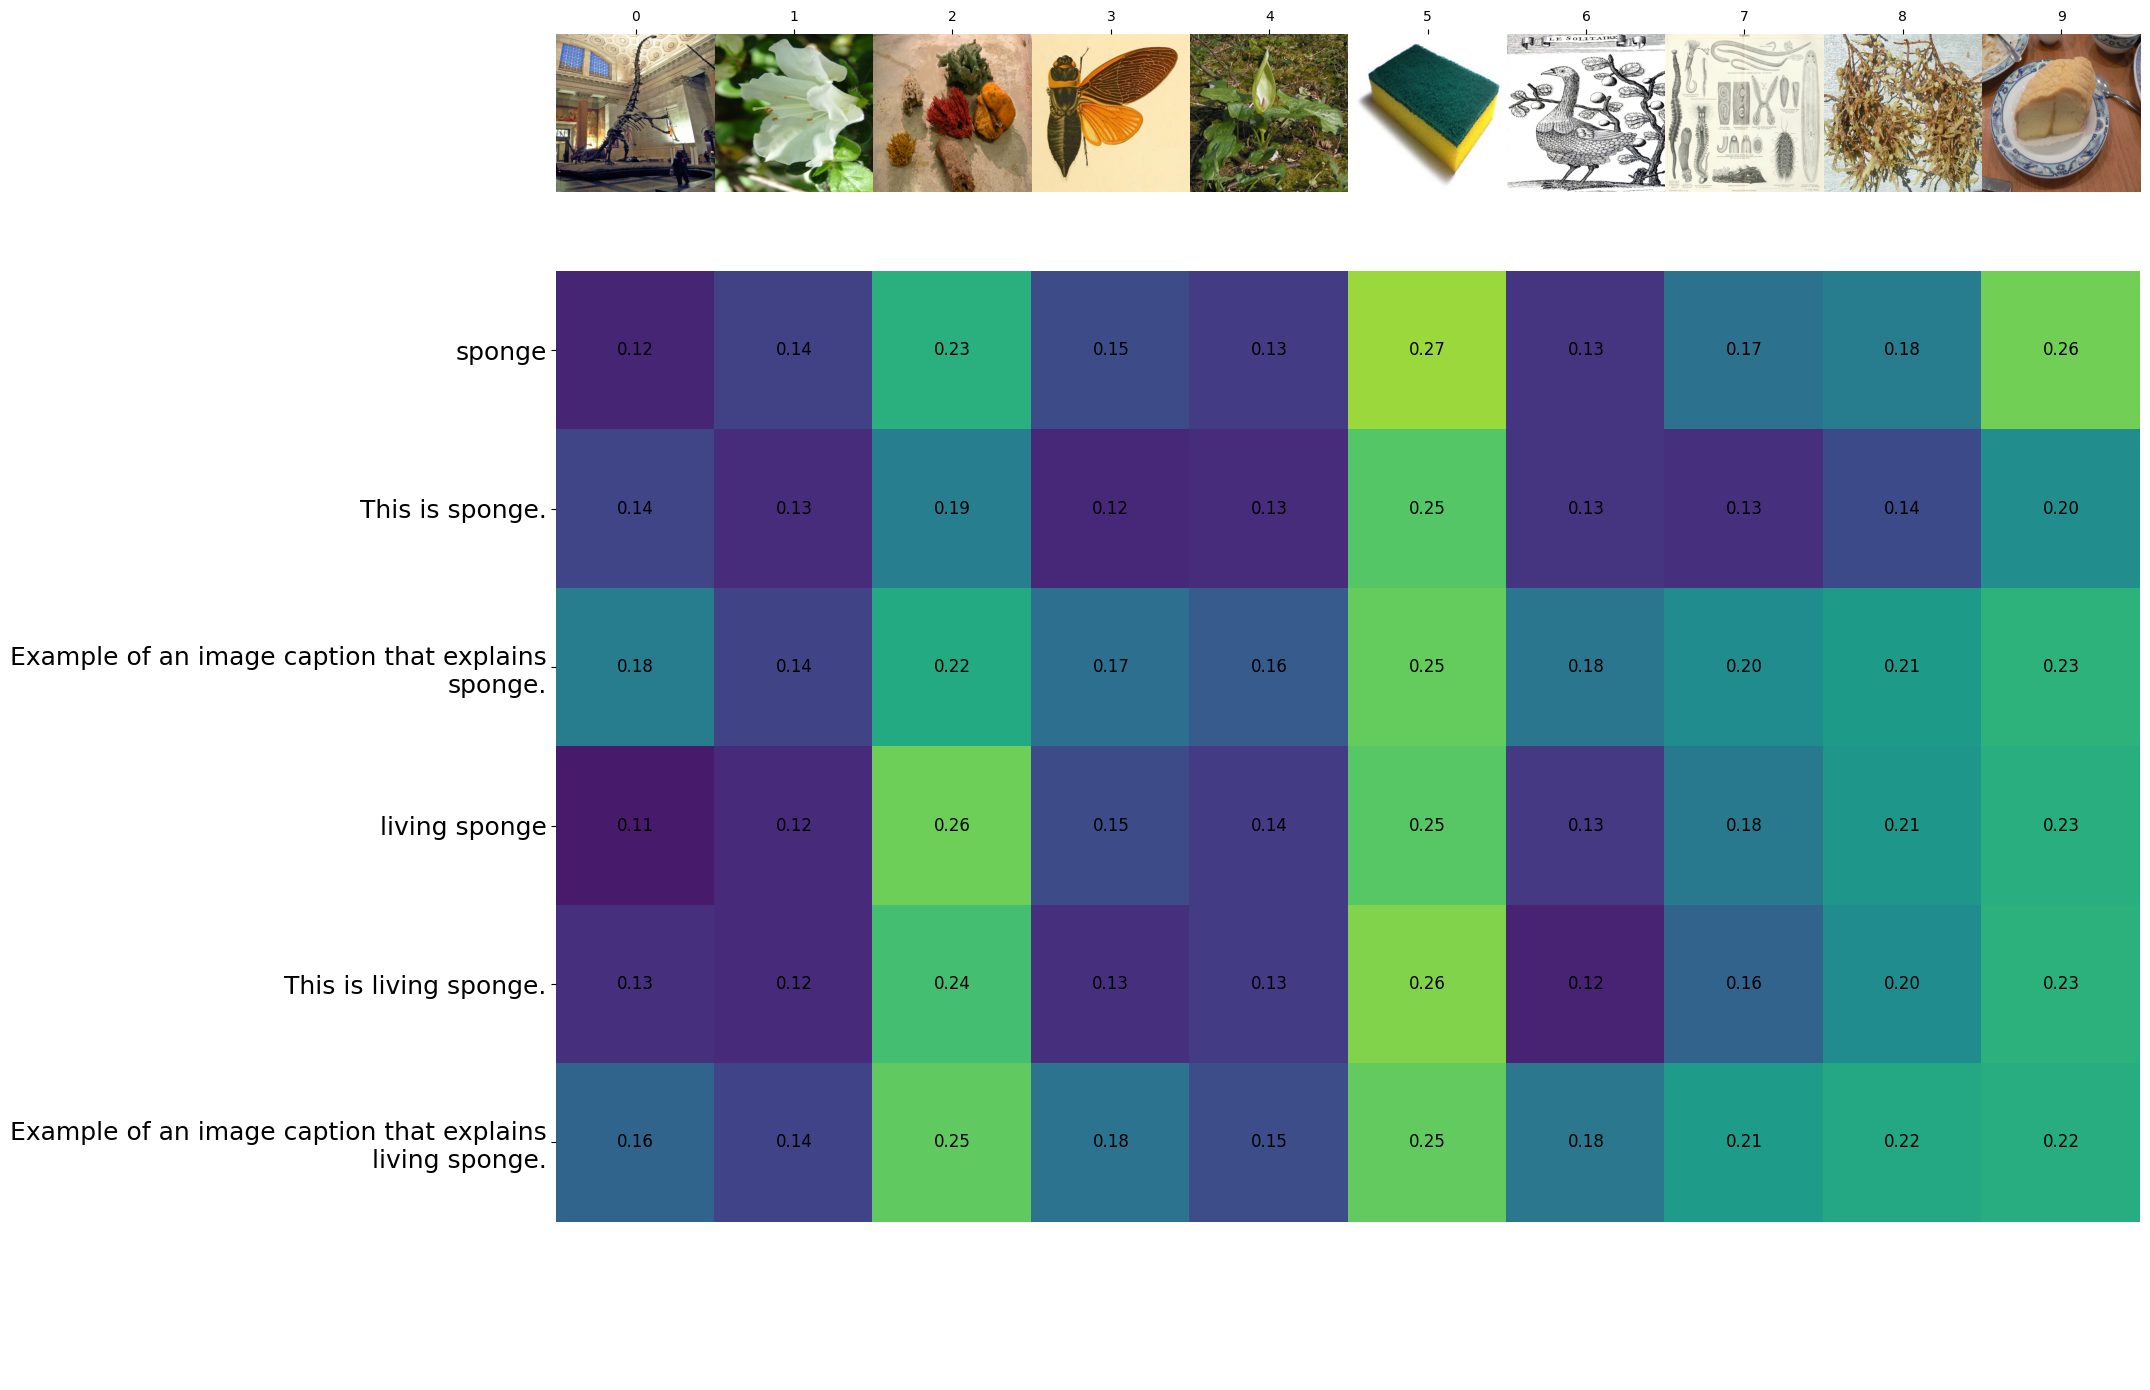 0 1 2 3 4 5 6 7 8 9
LE SOLITAIRE
sponge 0.12 0.14 0.23 0.15 0.13 0.27 0.13 0.17 0.18 0.26
This is sponge. 0.14 0.13 0.19 0.12 0.13 0.25 0.13 0.13 0.14 0.20
Example of an image caption that explains
sponge. 0.18 0.14 0.22 0.17 0.16 0.25 0.18 0.20 0.21 0.23
living sponge 0.11 0.12 0.26 0.15 0.14 0.25 0.13 0.18 0.21 0.23
This is living sponge. 0.13 0.12 0.24 0.13 0.13 0.26 0.12 0.16 0.20 0.23
Example of an image caption that explains
living sponge. 0.16 0.14 0.25 0.18 0.15 0.25 0.18 0.21 0.22 0.22